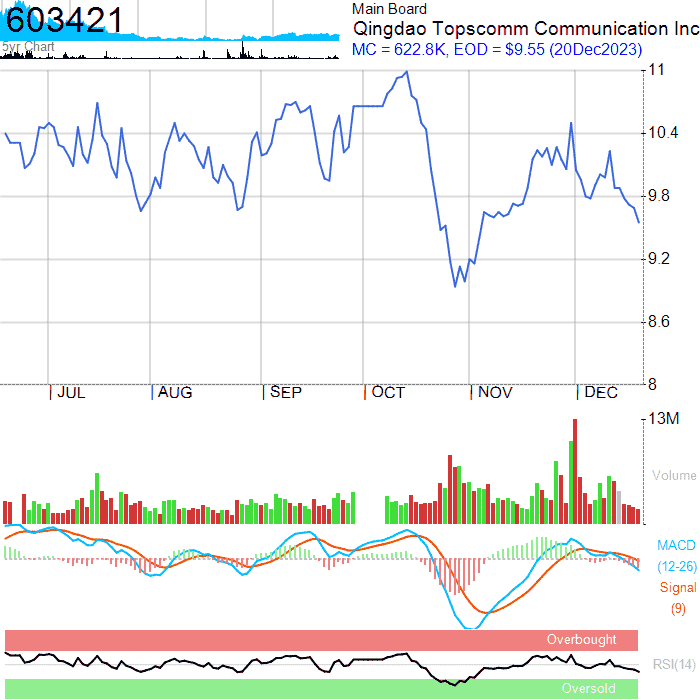 603421
5yr Chart
Main Board
Qingdao Topscomm Communication Inc
MC = 622.8K, EOD = $9.55 (20Dec2023)
11
10.4
9.8
9.2
8.6
8
JUL
AUG
SEP
OCT
NOV
DEC
13M
Volume
MACD
(12-26)
Signal
(9)
Overbought
RSI(14)
Oversold